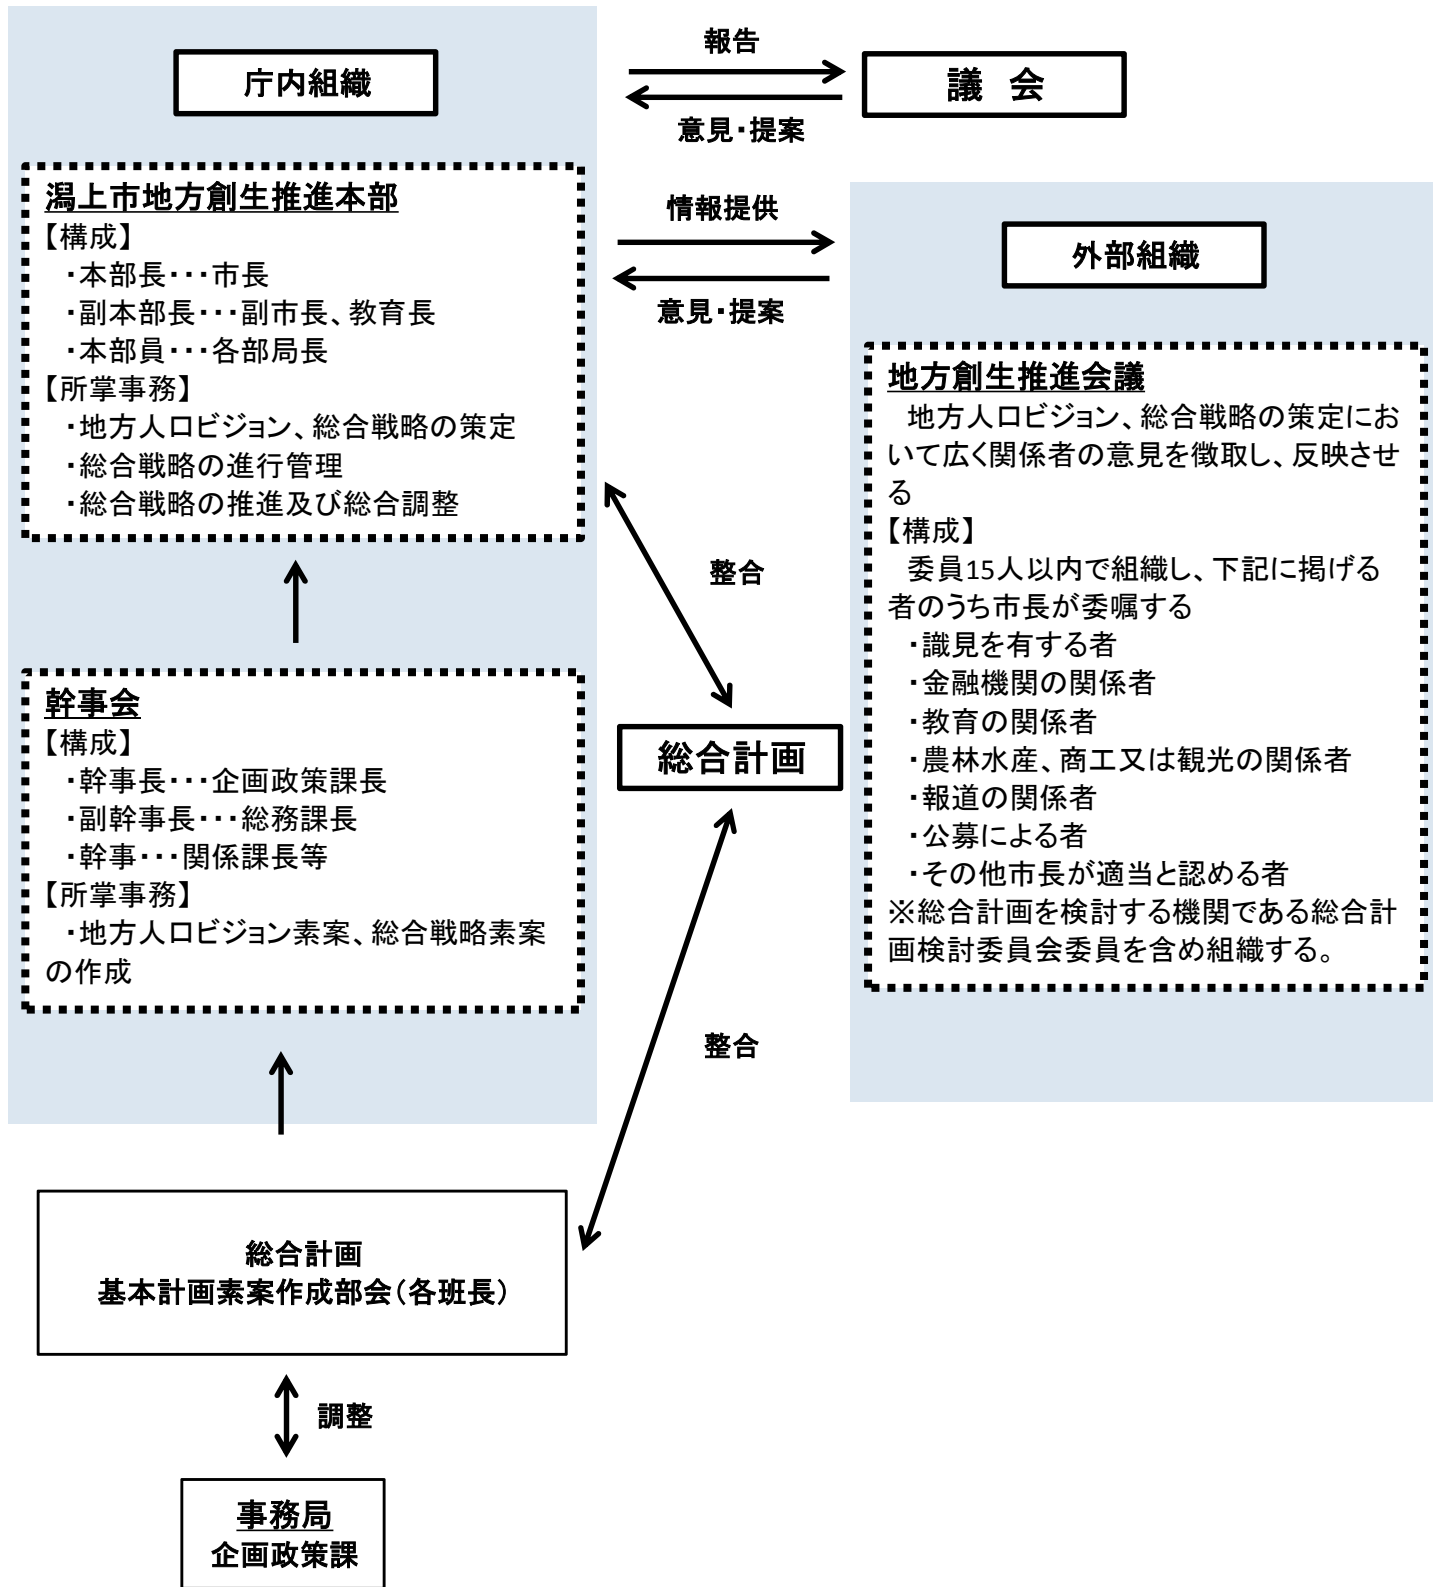 庁内組織
報告
議 会
意見・提案
潟上市地方創生推進本部
【構成】
・本部長・・・市長
・副本部長・・・副市長、教育長
・本部員・・・各部局長
【所掌事務】
・地方人口ビジョン、総合戦略の策定
・総合戦略の進行管理
・総合戦略の推進及び総合調整
情報提供
意見・提案
外部組織
地方創生推進会議
地方人口ビジョン、総合戦略の策定にお
いて広く関係者の意見を徴取し、反映させ
る
【構成】
委員15人以内で組織し、下記に掲げる
者のうち市長が委嘱する
・識見を有する者
・金融機関の関係者
・教育の関係者
・農林水産、商工又は観光の関係者
・報道の関係者
・公募による者
・その他市長が適当と認める者
※総合計画を検討する機関である総合計
画検討委員会委員を含め組織する。
整合
総合計画
整合
幹事会
【構成】
・幹事長・・・企画政策課長
・副幹事長・・・総務課長
・幹事・・・関係課長等
【所掌事務】
・地方人口ビジョン素案、総合戦略素案
の作成
総合計画
基本計画素案作成部会（各班長）
調整
事務局
企画政策課